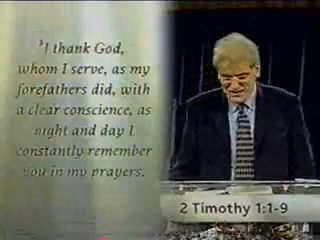 ³I thank God,
whom I serve, as my
forefathers did, with
a clear conscience, as
night and day I
constantly remember
you in my prayers.
2 Timothy 1:1-9